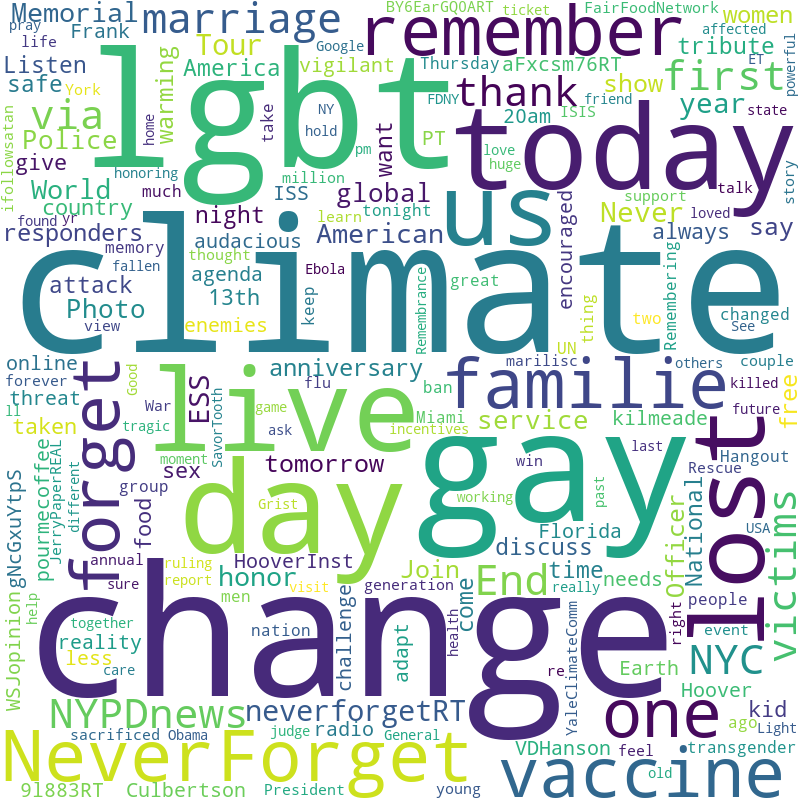 Memorial
marriage
BY6EarGQ0ART
ticket
FairFoodNetwork
affected
women
pray
life
Frank
remember
tribute
ET
powerful
Google
Listen
safe
York
Warming
Tour
America
lgbt
vigilant
Thursday
aFxcsm76RT
show
first
FDNY
friend
thank
via
Police
home
take
NY
hold
want
PT
20am
ISIS
year
state
ifollowsatan
give
honoring
million
pm
love
huge
today
World
country
much
ISS
global
us
support
talk
story
learn
tonight
Never
loved
found
yr
night
American
always
say
responders
memory
audacious
encouraged
Remembering
fallen
thought
attack
agenda
Ebola
keep
great
changed
Photo
13th
Remembrance
thing
two
See
view
enemies
climate
UN
online
anniversary
marilisc
others
couple
forever
flu
familie
killed
threat
forget
ESS
ban
free
ll
War
game
live
Miami
service
kilmeade
future
taken
Good
tragic
ask
SavorTooth
incentives
lost
moment
sex
tomorrow
win
last
Rescue
Hangout
gNcGxuYtpS
pourmecoffee
JerryPaperREAL
different
group
food
day
gay
working
past
National
victims
Grist
Florida
Officer
USA
HooverInst
discuss
annual
ruling
honor
Join
End
time
needs
people
sure
report
visit
generation
really
men
come
WSJopinion
help
together
change
nation
challenge
adapt
health
YaleClimateComm
right
event
reality
less
care
re
Earth
NYC
Hoover
NYPDnews
neverforgetRT
one
ago
kid
Light
sacrificed
Obama
judge
radio
General
VDHanson
feel
transgender
NeverForget
vaccine
old
9l883RT
Culbertson
President
young